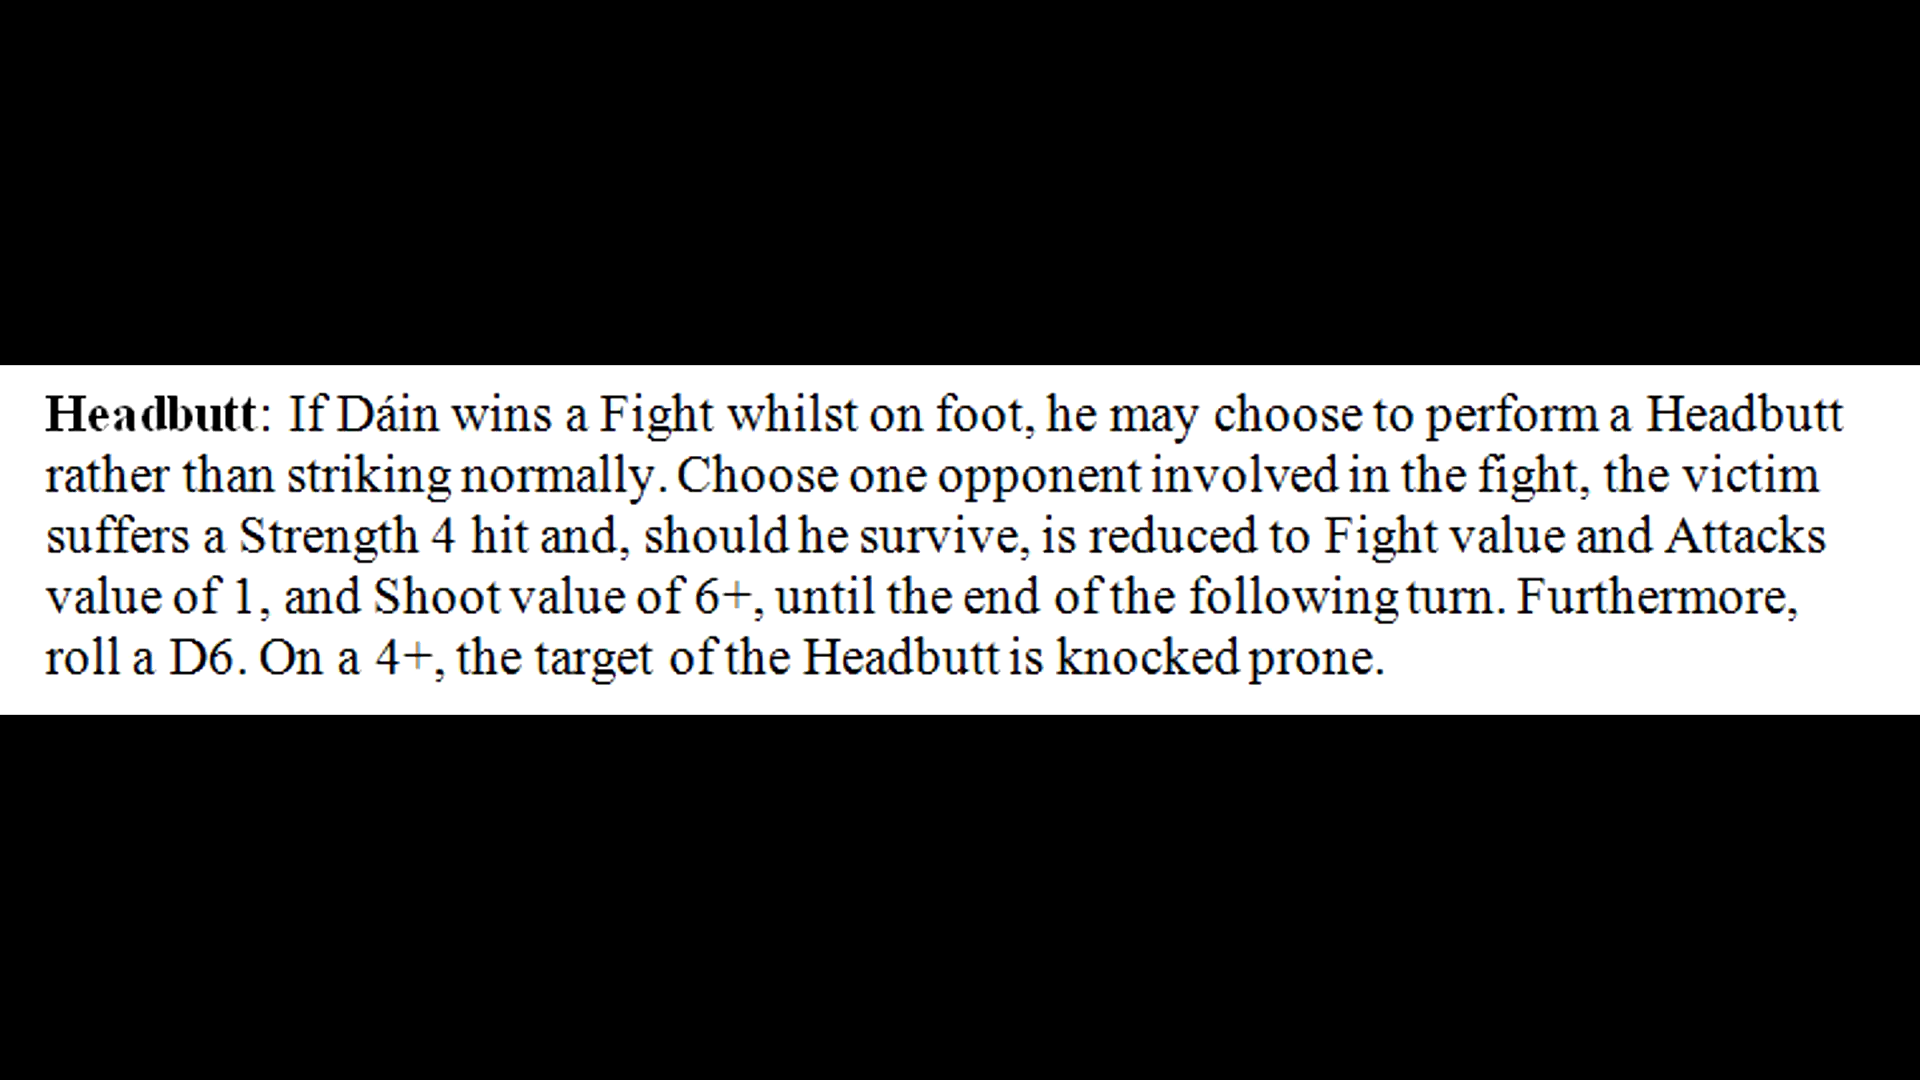 Headbutt: If Dáin wins a Fight whilst on foot, he may choose to perform a Headbutt
rather than striking normally. Choose one opponent involved in the fight, the victim
suffers a Strength 4 hit and, should he survive, is reduced to Fight value and Attacks
value of 1, and Shoot value of 6+, until the end of the following turn. Furthermore,
roll a D6. On a 4+, the target of the Headbutt is knocked prone.